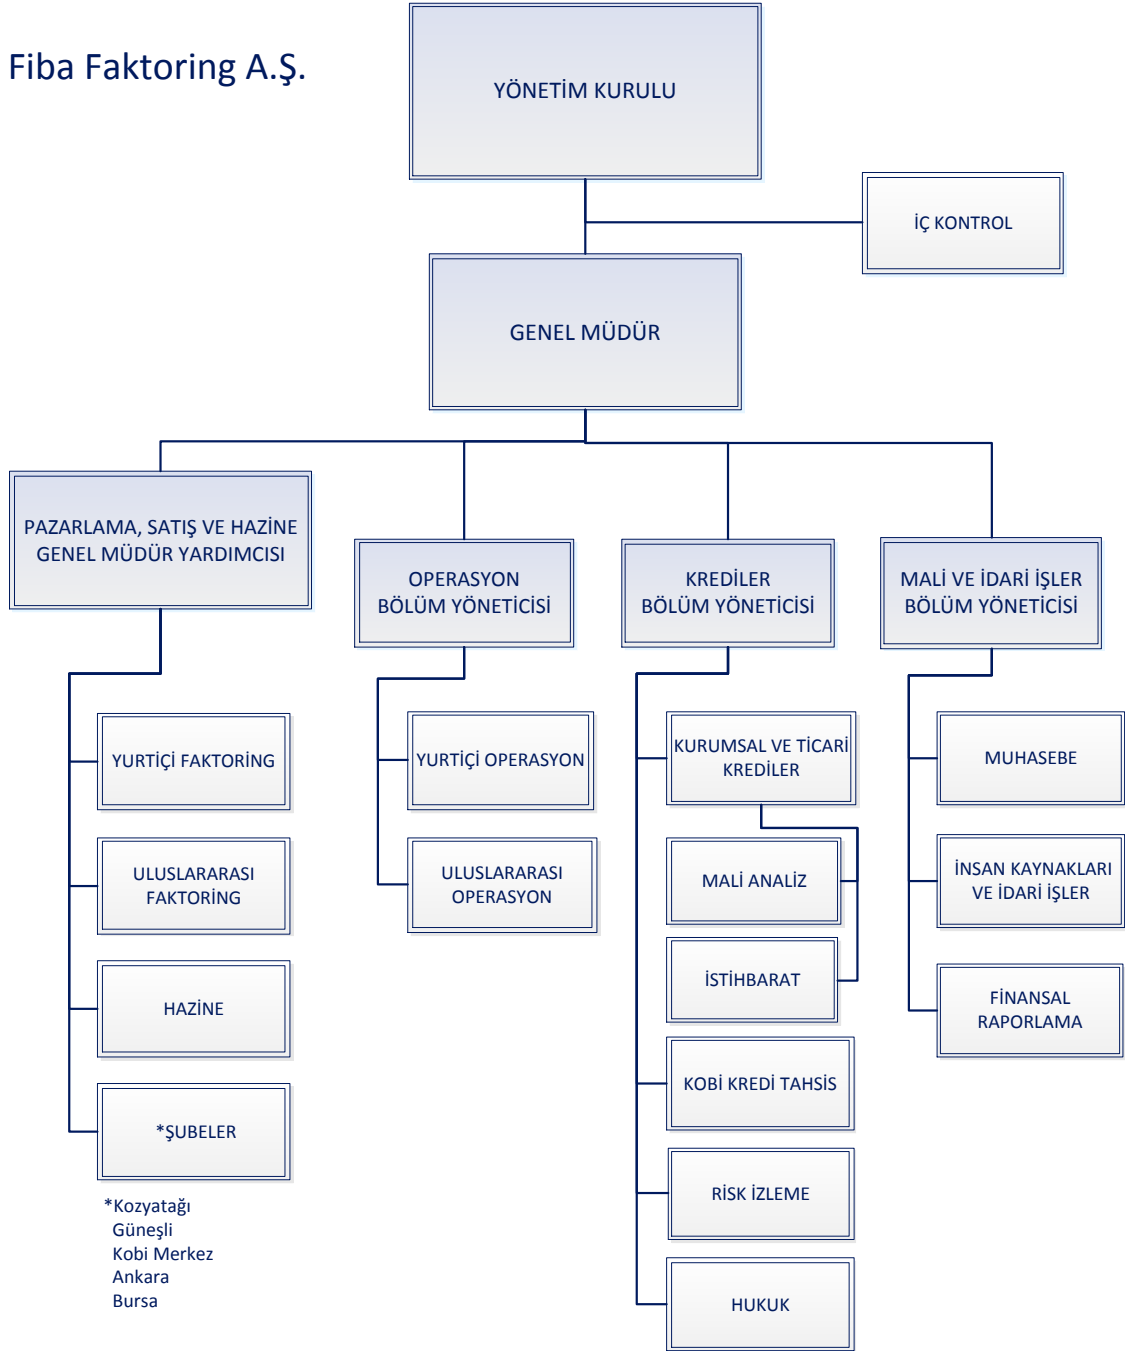 Fiba Faktoring A.Ş.
YÖNETİM KURULU
İÇ KONTROL
GENEL MÜDÜR
PAZARLAMA, SATIŞ VE HAZİNE
GENEL MÜDÜR YARDIMCISI
OPERASYON
BÖLÜM YÖNETİCİSİ
KREDİLER
BÖLÜM YÖNETİCİSİ
MALİ VE İDARİ İŞLER
BÖLÜM YÖNETİCİSİ
YURTİÇİ FAKTORİNG
ULUSLARARASI
FAKTORİNG
HAZİNE
*ŞUBELER
*Kozyatağı
Güneşli
Kobi Merkez
Ankara
Bursa
YURTİÇİ OPERASYON
ULUSLARARASI
OPERASYON
KURUMSAL VE TİCARİ
KREDİLER
MALİ ANALİZ
İSTİHBARAT
KOBİ KREDİ TAHSİS
RİSK İZLEME
HUKUK
MUHASEBE
İNSAN KAYNAKLARI
VE İDARİ İŞLER
FİNANSAL
RAPORLAMA